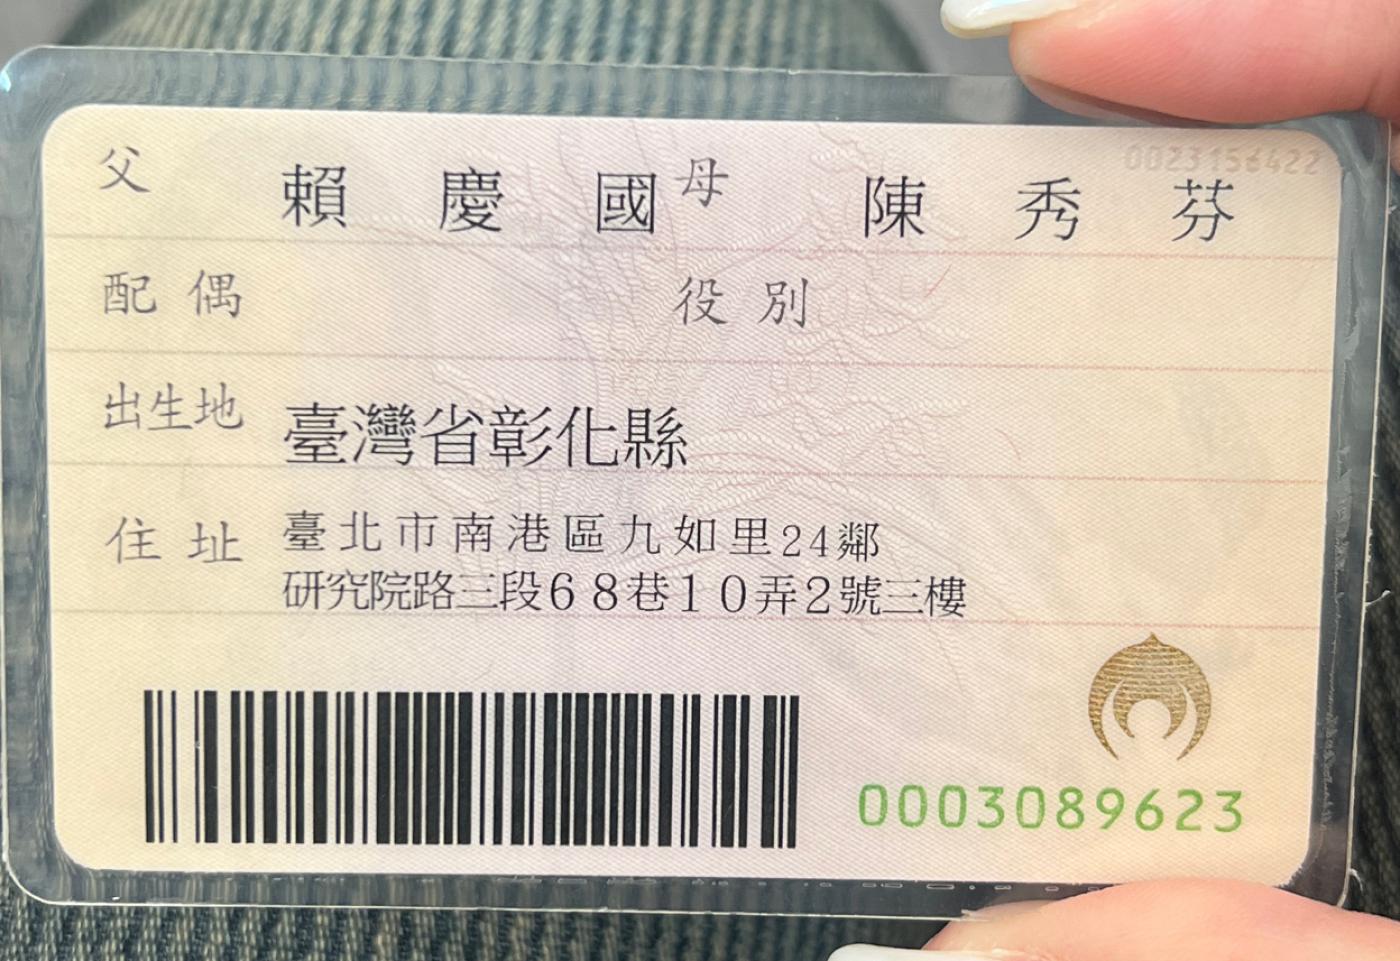 0023156422
父 賴慶國 母 陳秀芬
配偶 役別
出生地 臺灣省彰化縣
住址 臺北市南港區九如里24鄰
研究院路三段68巷10弄2號三樓
0003089623